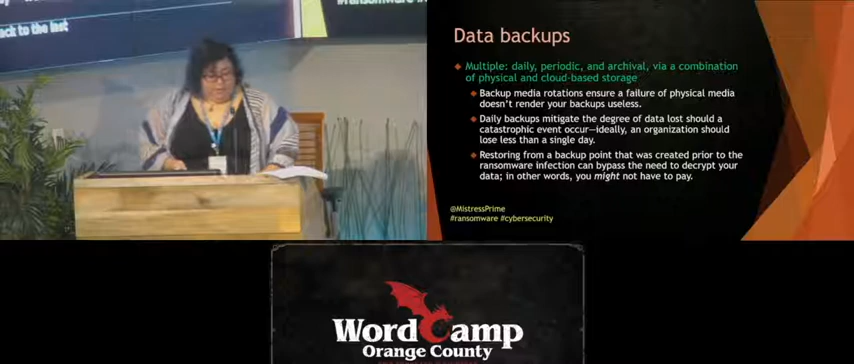 ack to the last
Data backups
Multiple: daily, periodic, and archival, via a combination
of physical and cloud-based storage
Backup media rotations ensure a failure of physical media
doesn't render your backups useless.
Daily backups mitigate the degree of data lost should a
catastrophic event occur—ideally, an organization should
lose less than a single day.
Restoring from a backup point that was created prior to the
ransomware infection can bypass the need to decrypt your
data; in other words, you might not have to pay.
@MistressPrime
#ransomware #cybersecurity
WordCamp
Orange County